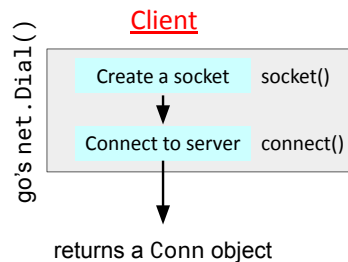 Client
go's net.Dial()
Create a socket socket()
Connect to server connect()
returns a Conn object